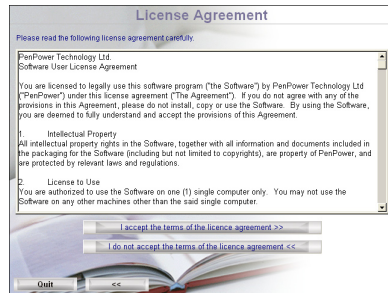 License Agreement
Please read the following license agreement carefully.
PenPower Technology Ltd.
Software User License Agreement
You are licensed to legally use this software program ("the Software") by PenPower Technology Ltd
("PenPower") under this license agreement ("The Agreement"). If you do not agree with any of the
provisions in this Agreement, please do not install, copy or use the Software. By using the Software,
you are deemed to fully understand and accept the provisions of this Agreement.
1. Intellectual Property
All intellectual property rights in the Software, together with all information and documents included in
the packaging for the Software (including but not limited to copyrights), are property of PenPower, and
are protected by relevant laws and regulations.
2. License to Use
You are authorized to use the Software on one (1) single computer only. You may not use the
Software on any other machines other than the said single computer.
I accept the terms of the licence agreement >>
I do not accept the terms of the licence agreement <<
Quit <<